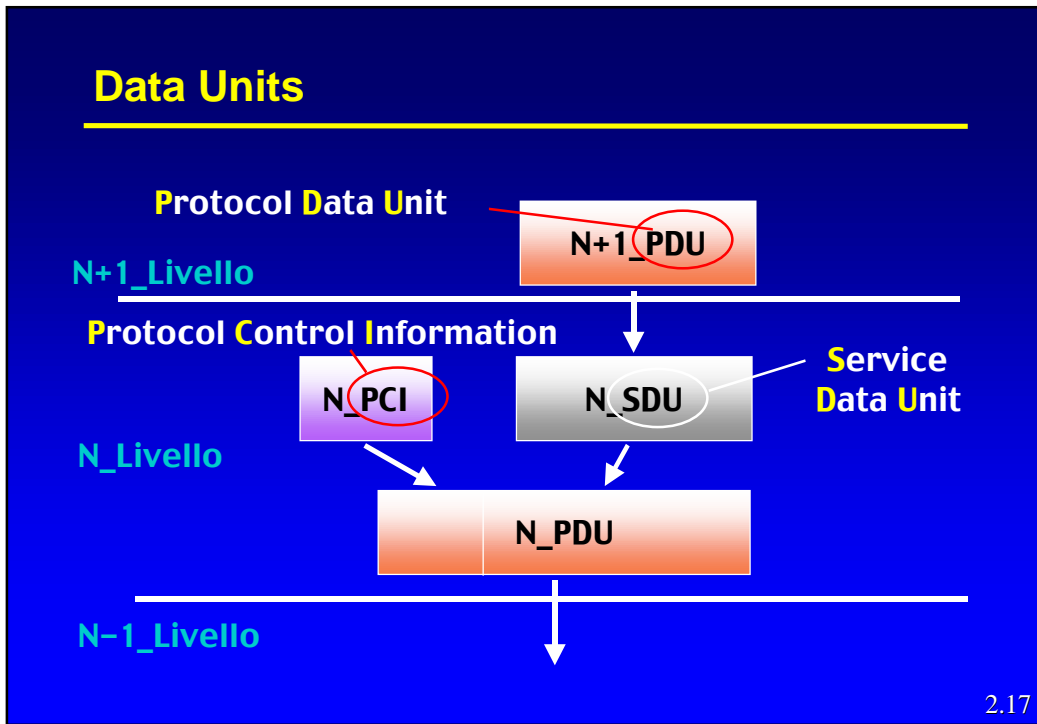 Data Units
Protocol Data Unit
N+1_PDU
N+1_Livello
Protocol Control Information
Service
Data Unit
N_PCI
N_SDU
N_Livello
N_PDU
N−1_Livello
2.17